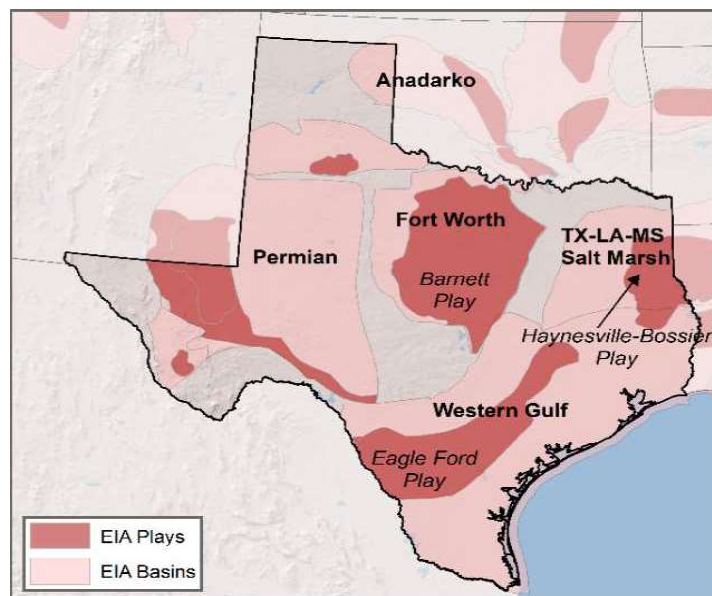 Anadarko
Fort Worth
TX-LA-MS
Salt Marsh
Permian
Barnett
Play
Haynesville-Bossier
Play
Western Gulf
Eagle Ford
Play
EIA Plays
EIA Basins